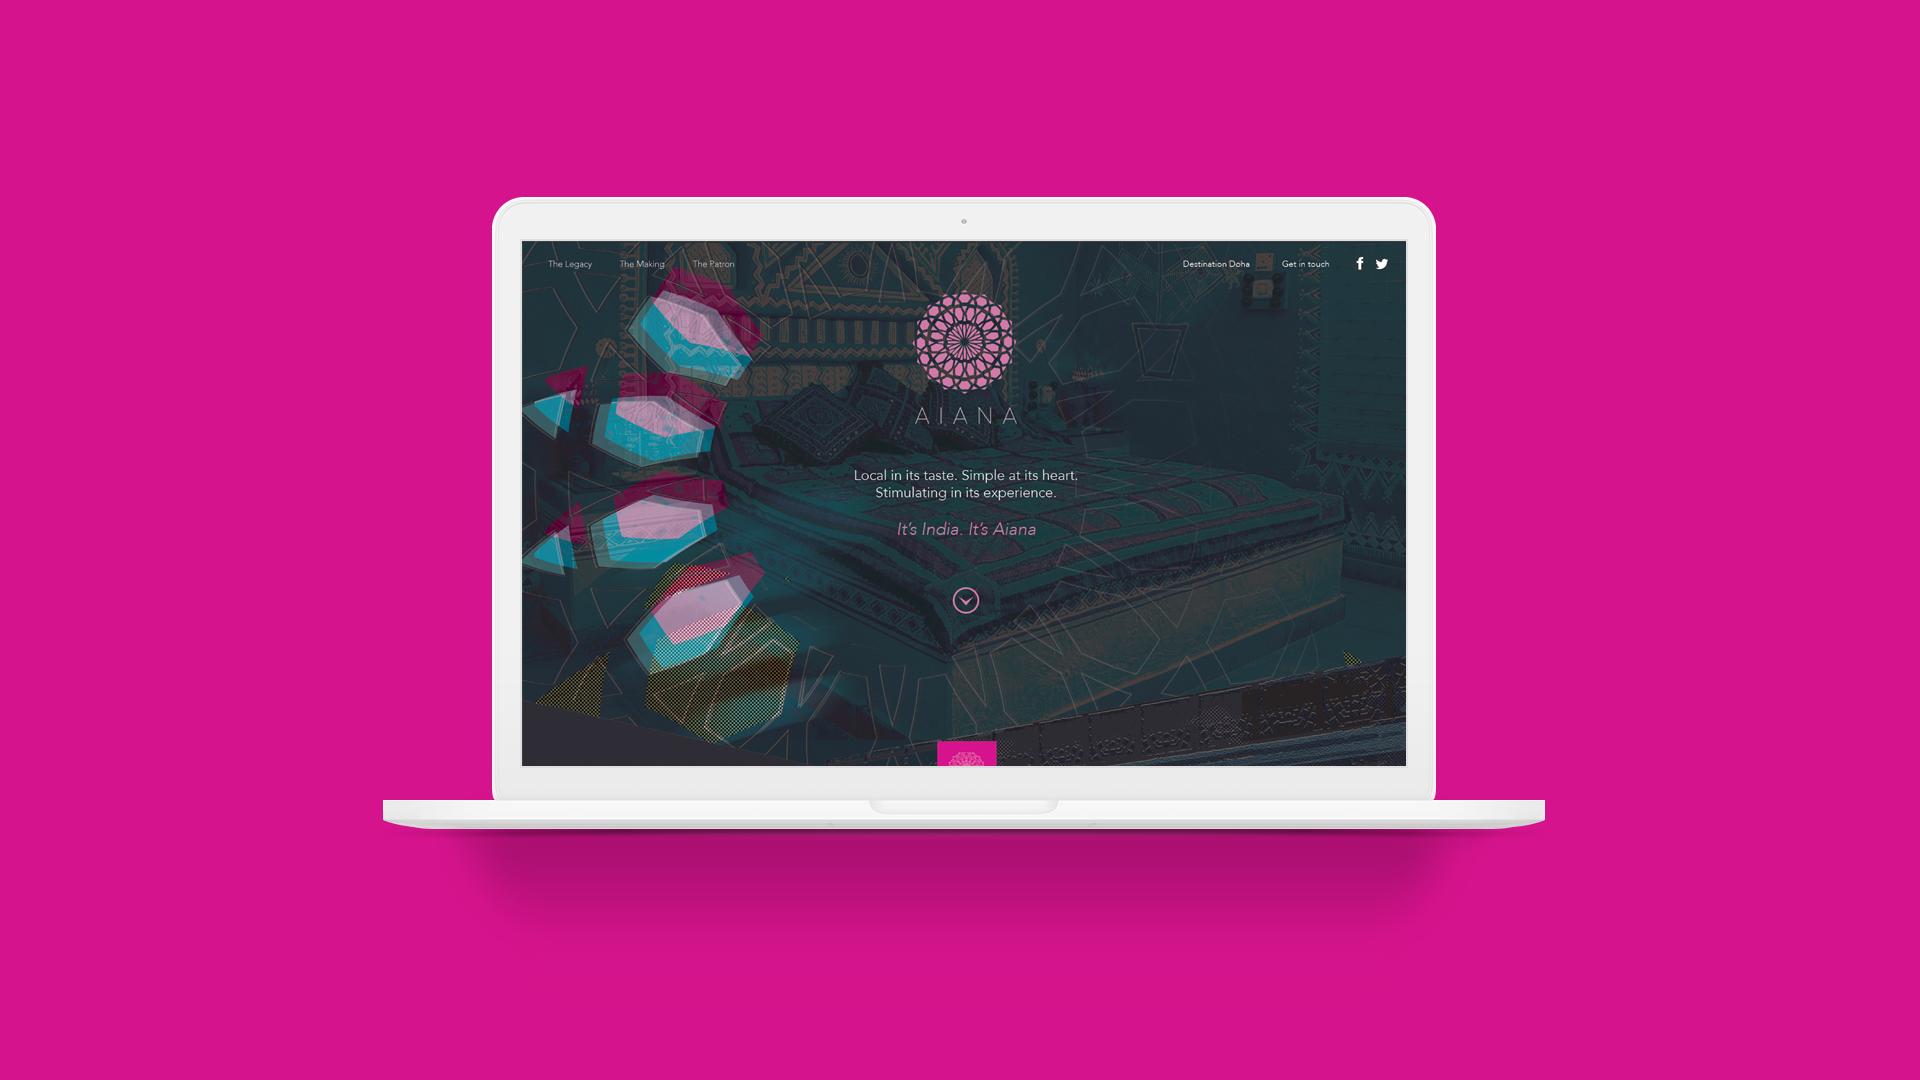 The Legacy
The Making
The Patron
Destination Doha
Get in touch
AIANA
Local in its taste. Simple at its heart.
Stimulating in its experience.
It's India. It's Aiana